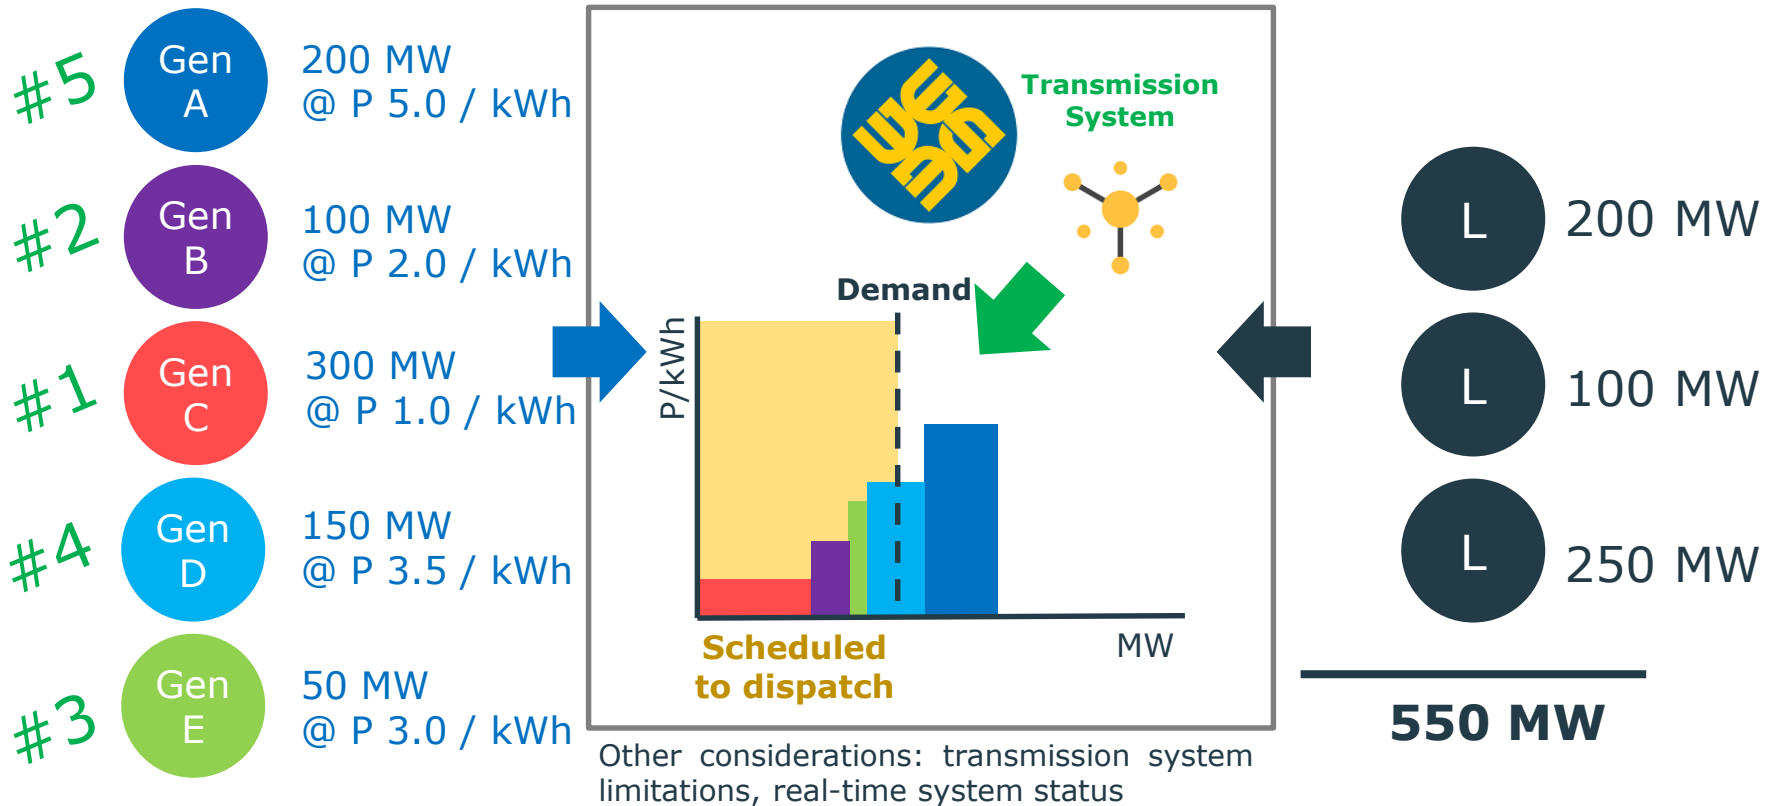 #5
Gen
A
200 MW
@ P 5.0 / kWh
#2
Gen
B
100 MW
@ P 2.0 / kWh
#1
Gen
C
300 MW
@ P 1.0 / kWh
#4
Gen
D
150 MW
@ P 3.5 / kWh
#3
Gen
E
50 MW
@ P 3.0 / kWh
Transmission
System
Demand
P/kWh
MW
Scheduled
to dispatch
Other considerations: transmission system
limitations, real-time system status
L
200 MW
L
100 MW
L
250 MW
550 MW